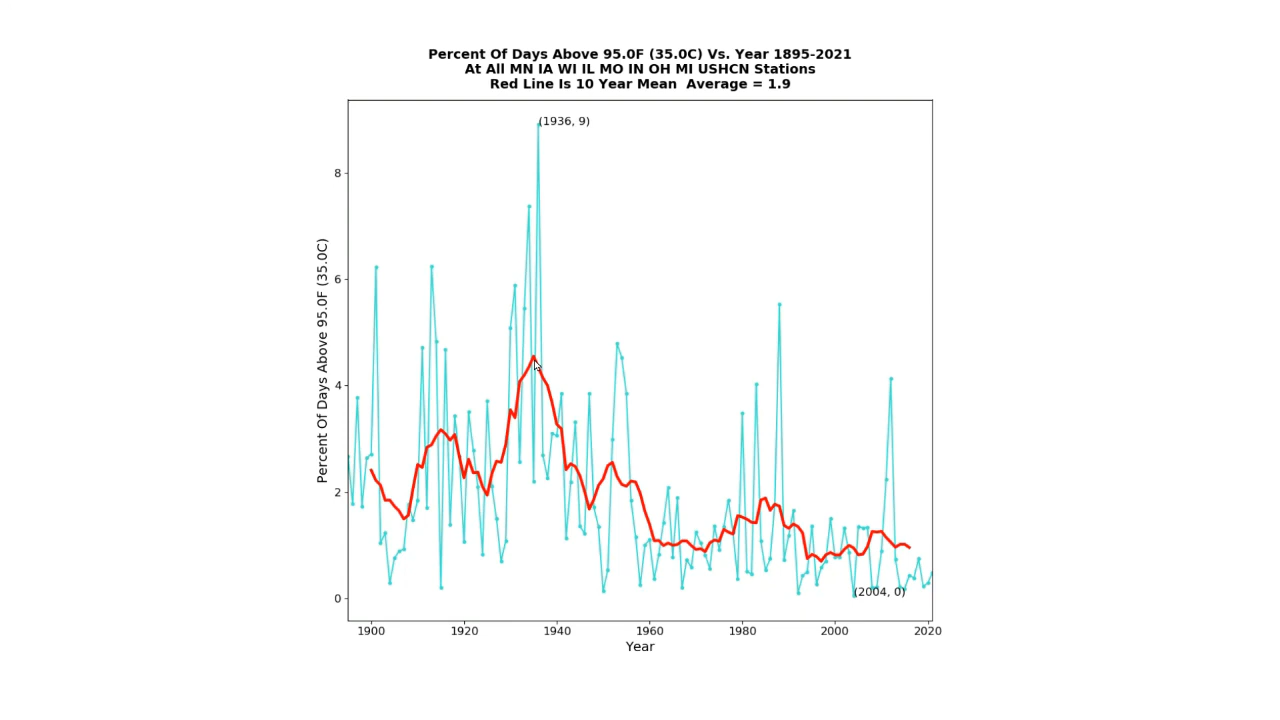 Percent Of Days Above 95.0F (35.0C) Vs. Year 1895-2021
At All MN IA WI IL MO IN OH MI USHCN Stations
Red Line Is 10 Year Mean  Average = 1.9
(1936, 9)
8
6
4
2
0
Percent Of Days Above 95.0F (35.0C)
(2004, 0)
1900 1920 1940 1960 1980 2000 2020
Year